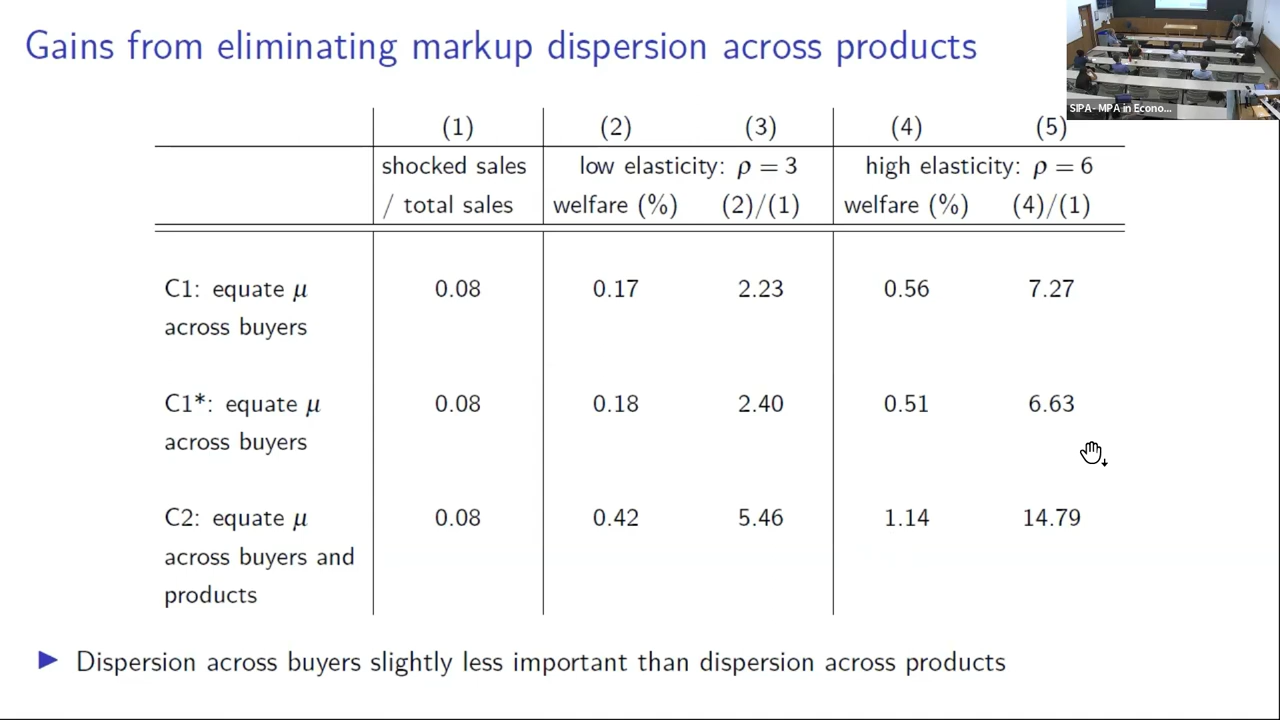 Gains from eliminating markup dispersion across products
SIPA- MPA in Econo...
(1) (2) (3) (4) (5)
shocked sales low elasticity: ρ = 3 high elasticity: ρ = 6
/ total sales welfare (%) (2)/(1) welfare (%) (4)/(1)
C1: equate μ 0.08 0.17 2.23 0.56 7.27
across buyers
C1*: equate μ 0.08 0.18 2.40 0.51 6.63
across buyers
C2: equate μ 0.08 0.42 5.46 1.14 14.79
across buyers and
products
▶ Dispersion across buyers slightly less important than dispersion across products